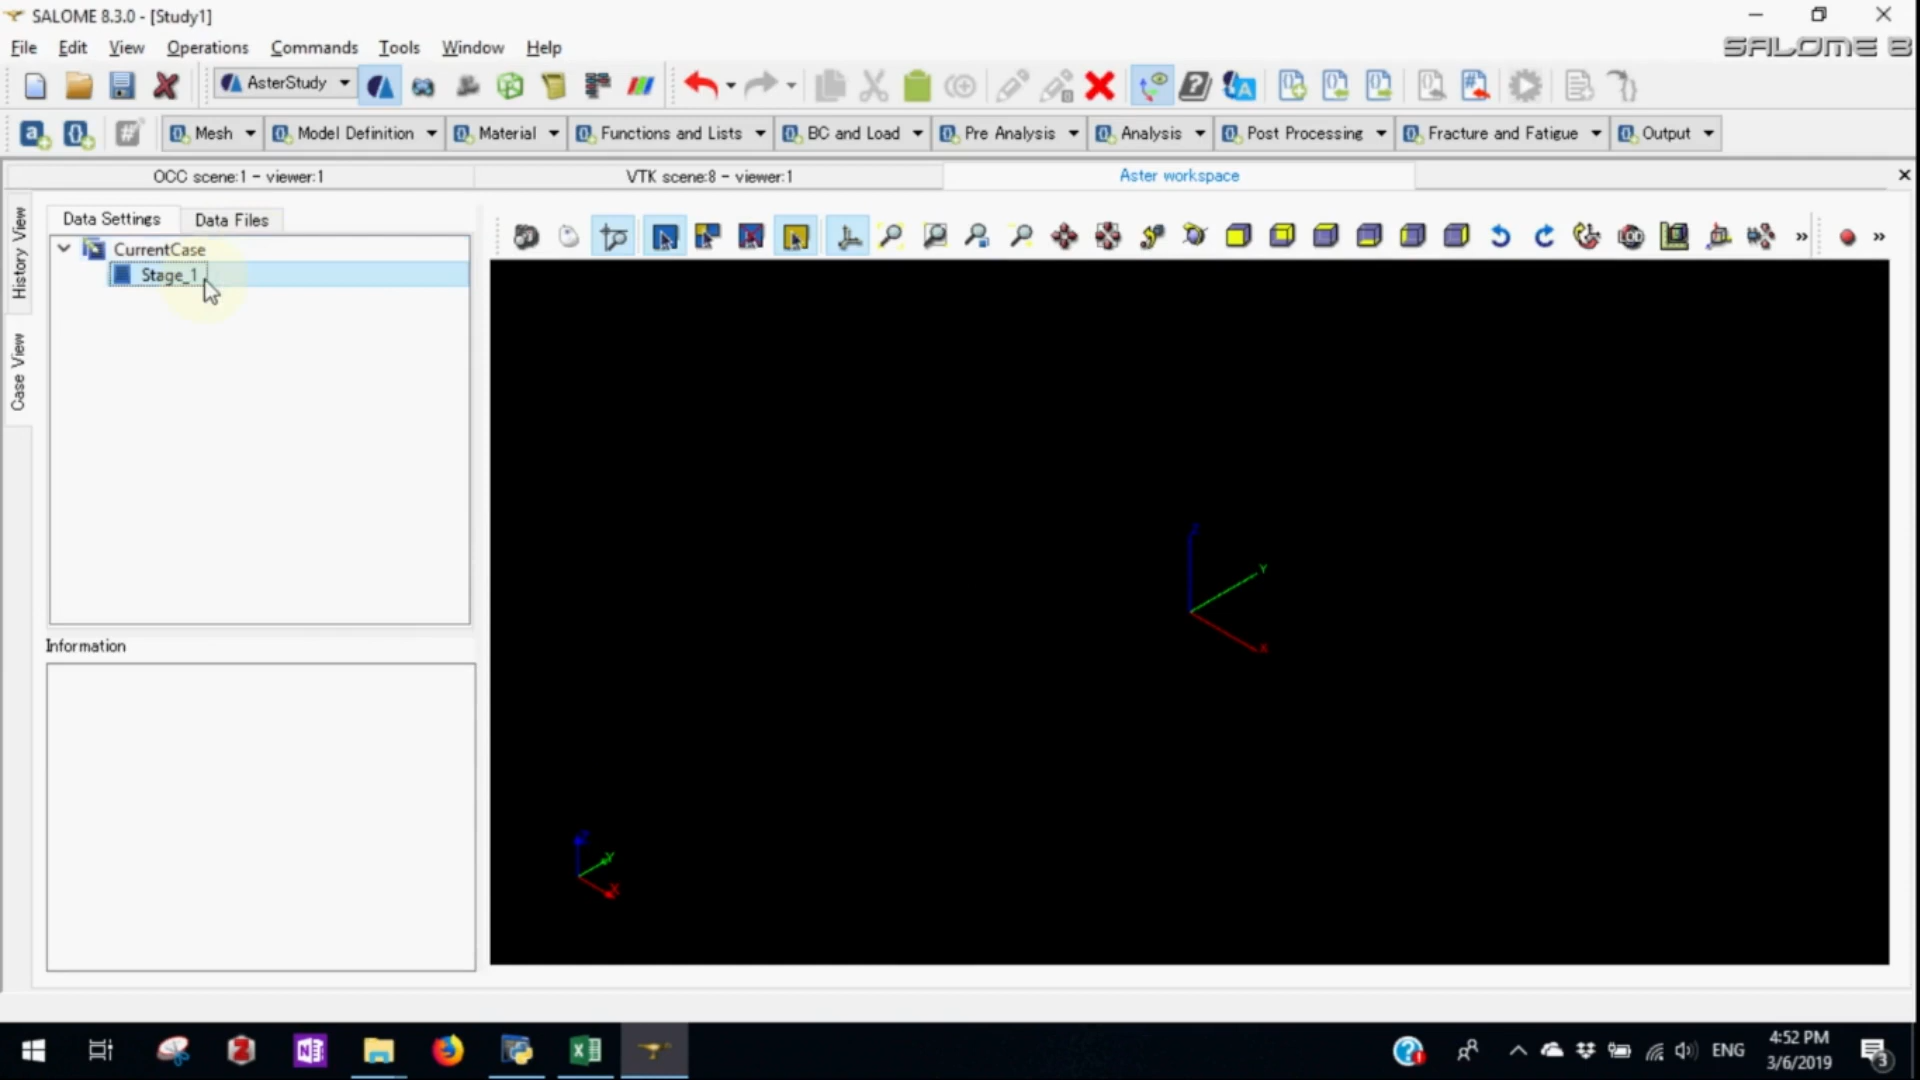 SALOME 8.3.0 - [Study1]
File Edit View Operations Commands Tools Window Help
SALOME 8
AsterStudy
Mesh Model Definition Material Functions and Lists BC and Load Pre Analysis Analysis Post Processing Fracture and Fatigue Output
OCC scene:1 - viewer:1 VTK scene:8 - viewer:1 Aster workspace
History View
Case View
Data Settings Data Files
CurrentCase
Stage_1
Information
Z
Y
X
Z
Y
X
ENG
4:52 PM
3/6/2019
3